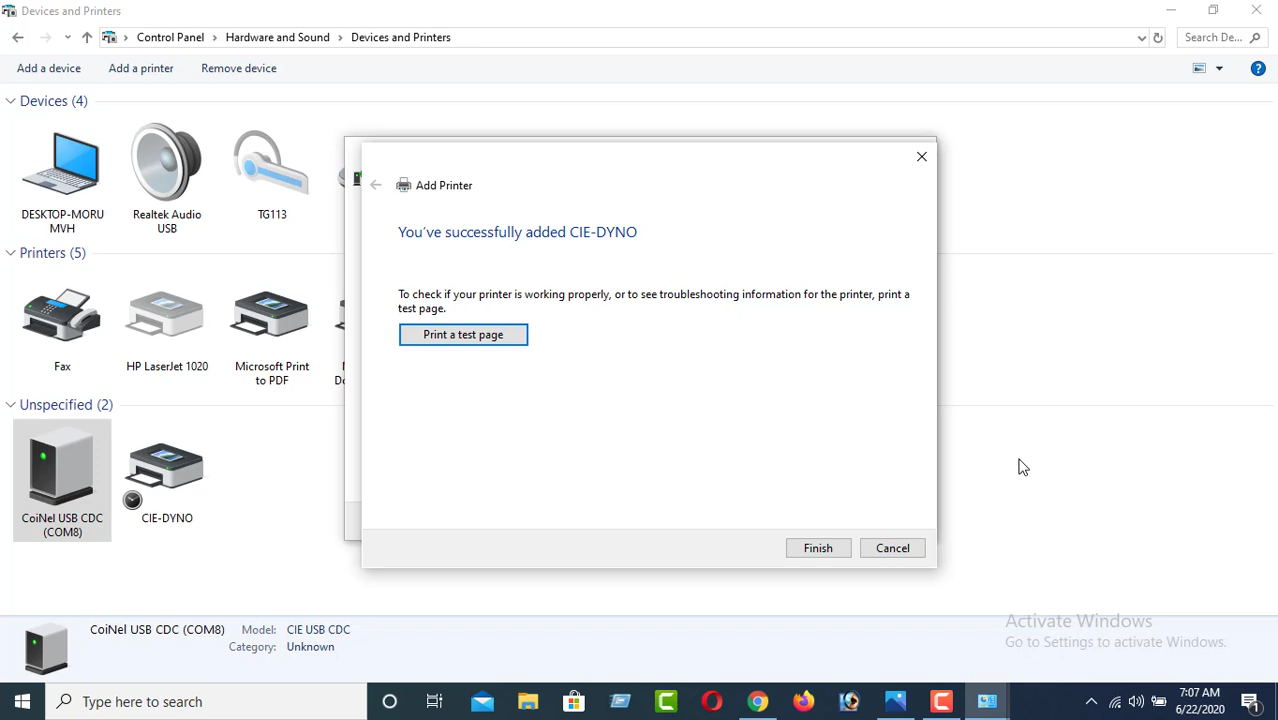 Devices and Printers
Control Panel > Hardware and Sound > Devices and Printers
Search De...
Add a device
Add a printer
Remove device
Devices (4)
DESKTOP-MORU
MVH
Realtek Audio
USB
TG113
Printers (5)
Fax
HP LaserJet 1020
Microsoft Print
to PDF
Unspecified (2)
CoiNel USB CDC
(COM8)
CIE-DYNO
Add Printer
You've successfully added CIE-DYNO
To check if your printer is working properly, or to see troubleshooting information for the printer, print a
test page.
Print a test page
Finish
Cancel
CoiNel USB CDC (COM8)
Model: CIE USB CDC
Category: Unknown
Activate Windows
Go to Settings to activate Windows.
Type here to search
7:07 AM
6/22/2020
1